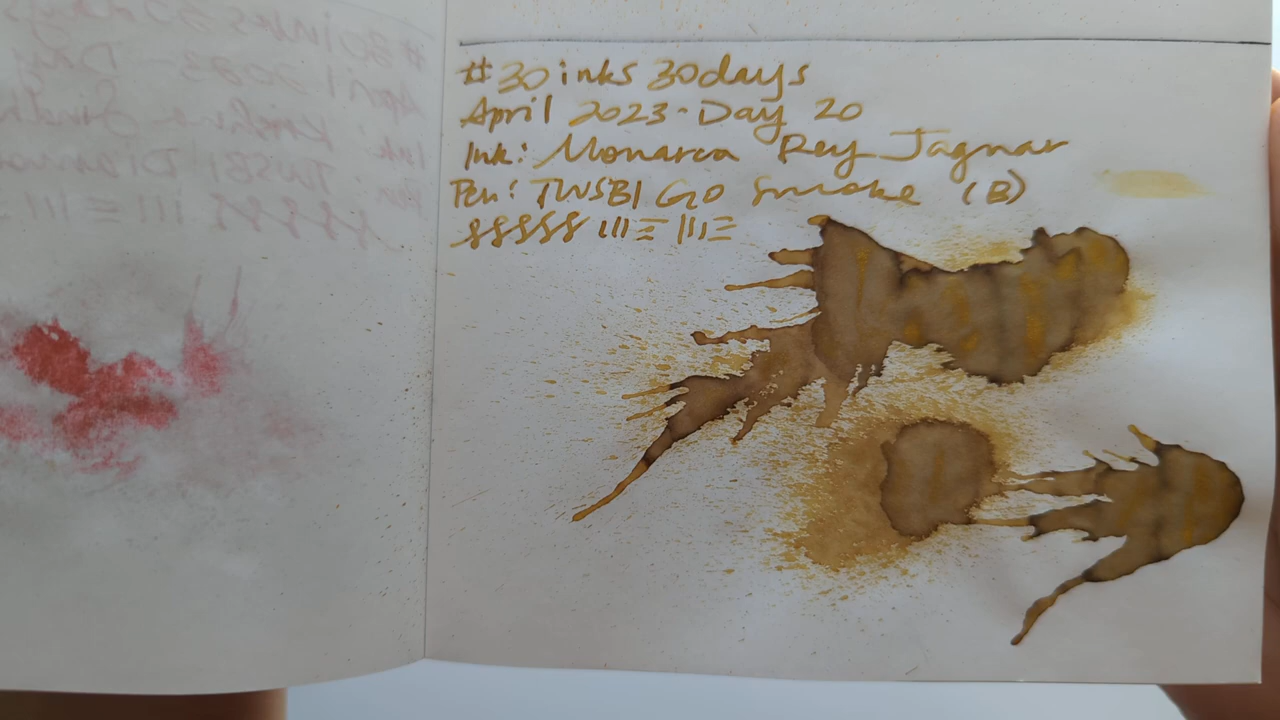 #30inks30days
April 2023-Day 20
Ink: Monarca Rey Jaguar
Pen: TWSBI GO Smoke (B)